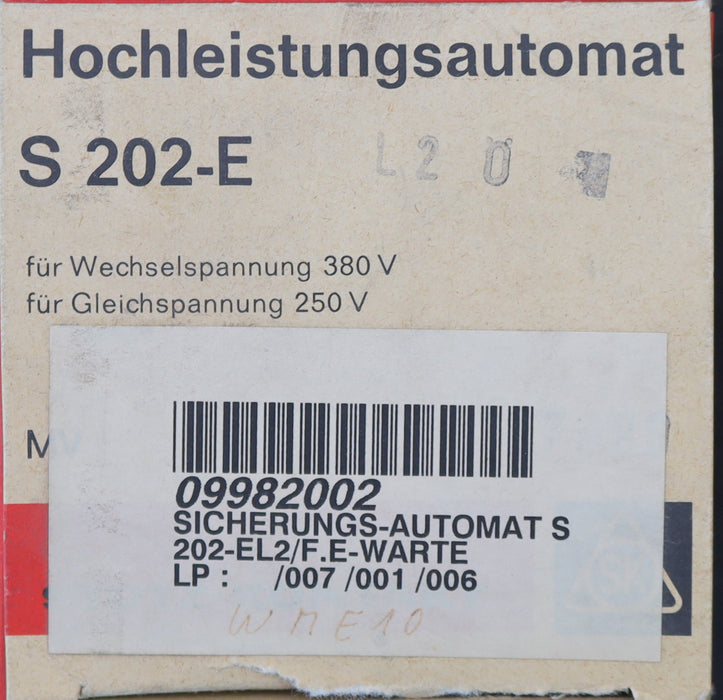 Hochleistungsautomat
S 202-E L 2 0
für Wechselspannung 380 V
für Gleichspannung 250 V
09982002
SICHERUNGS-AUTOMAT S
202-EL2/F.E-WARTE
LP : /007 /001 /006
WME10